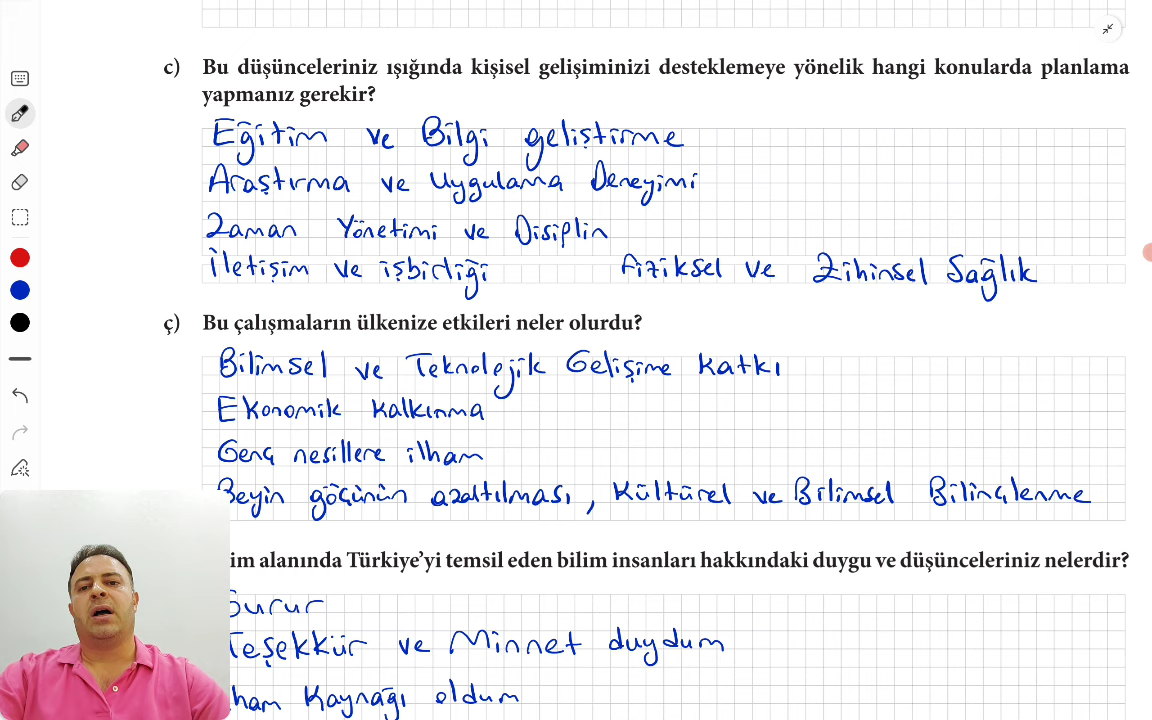 c) Bu düşünceleriniz ışığında kişisel gelişiminizi desteklemeye yönelik hangi konularda planlama
yapmanız gerekir?
Eğitim ve Bilgi geliştirme
Araştırma ve Uygulama Deneyimi
Zaman Yönetimi ve Disiplin
İletişim ve işbirliği Fiziksel ve Zihinsel Sağlık
ç) Bu çalışmaların ülkenize etkileri neler olurdu?
Bilimsel ve Teknolejik Gelişime Katkı
Ekonomik Kalkınma
Genç nesillere ilham
Beyin göçünün azaltılması, Kültürel ve Bilimsel Bilinçlenme
im alanında Türkiye'yi temsil eden bilim insanları hakkındaki duygu ve düşünceleriniz nelerdir?
Gurur
Teşekkür ve Minnet duydum
ham Kaynağı oldum